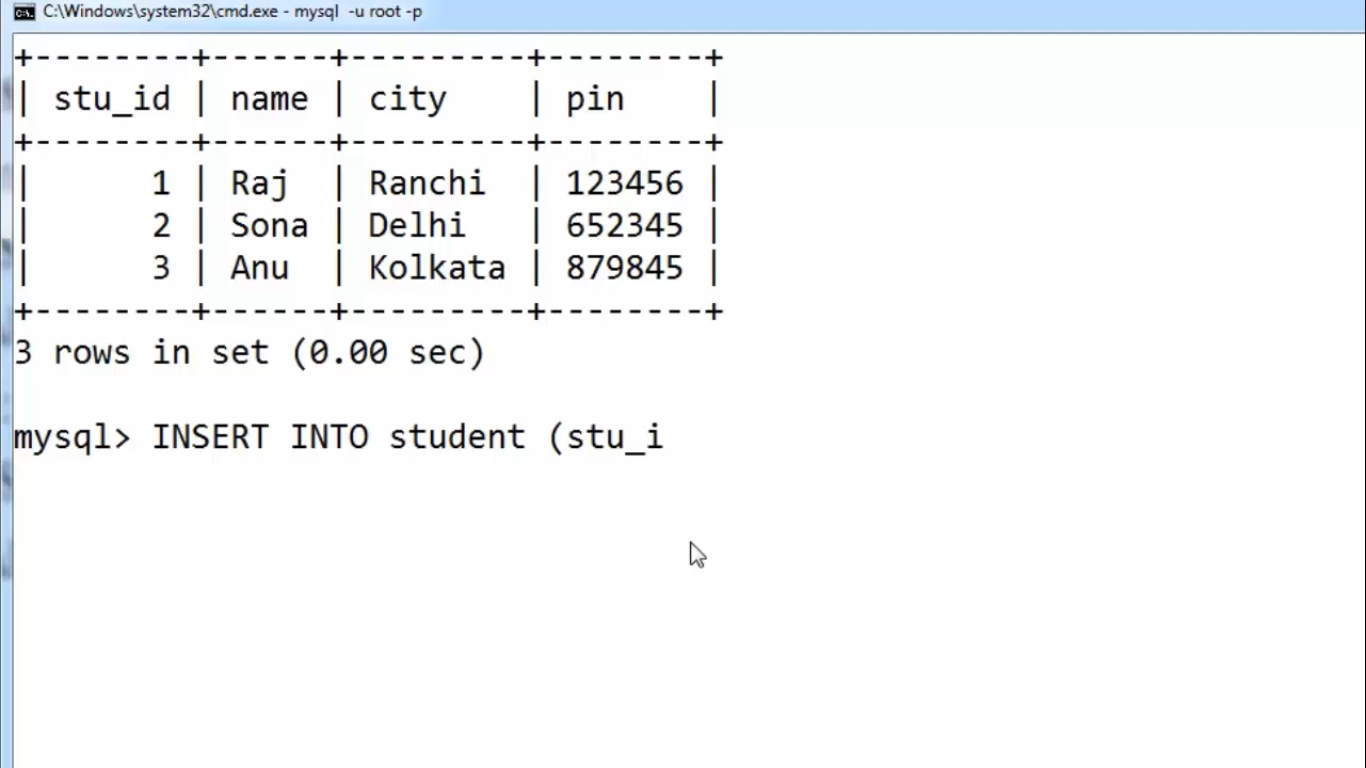 C:\Windows\system32\cmd.exe - mysql -u root -p
+--------+------+---------+--------+
| stu_id | name | city    | pin    |
+--------+------+---------+--------+
|      1 | Raj  | Ranchi  | 123456 |
|      2 | Sona | Delhi   | 652345 |
|      3 | Anu  | Kolkata | 879845 |
+--------+------+---------+--------+
3 rows in set (0.00 sec)
mysql> INSERT INTO student (stu_i